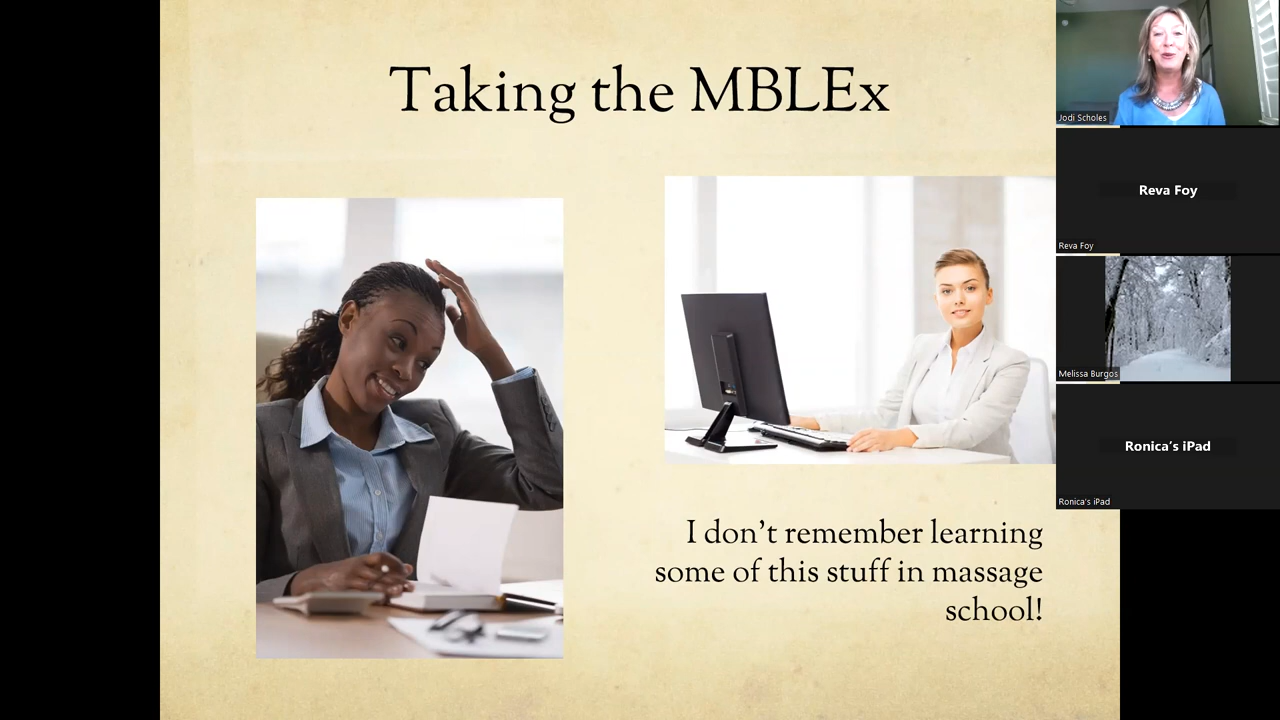 Taking the MBLEx
I don’t remember learning
some of this stuff in massage
school!
Jodi Scholes
Reva Foy
Reva Foy
Melissa Burgos
Ronica’s iPad
Ronica's iPad